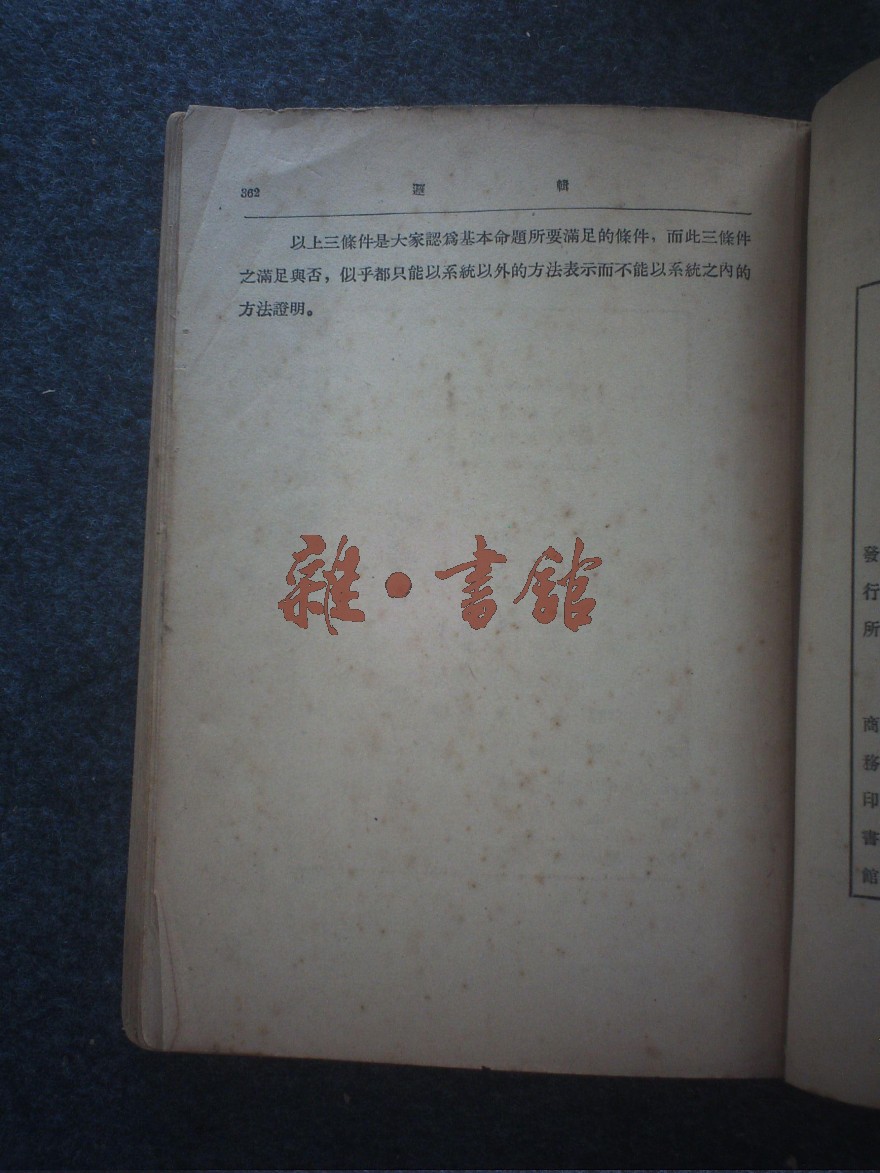 362
邏　輯
以上三條件是大家認爲基本命題所要滿足的條件，而此三條件
之滿足與否，似乎都只能以系統以外的方法表示而不能以系統之內的
方法證明。
雜・書館
發行所　商務印書館